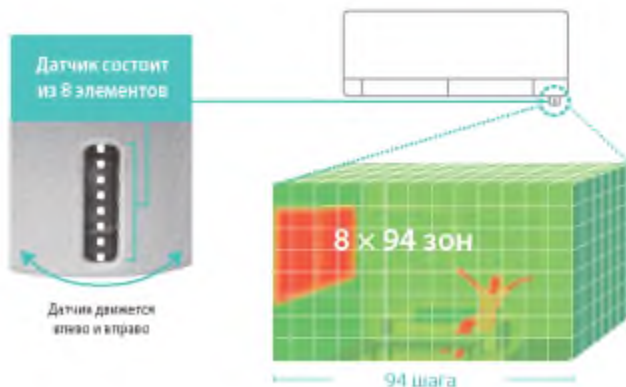 Датчик состоит
из 8 элементов
8 × 94 зон
Датчик движется
влево и вправо
94 шага